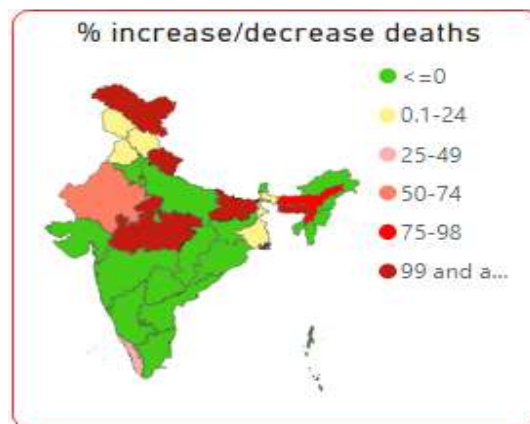 % increase/decrease deaths
<=0
0.1-24
25-49
50-74
75-98
99 and a...